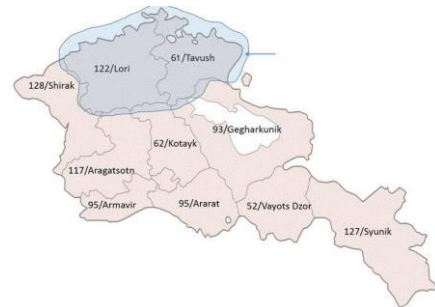 61/Tavush
122/Lori
128/Shirak
93/Gegharkunik
62/Kotayk
117/Aragatsotn
95/Armavir
95/Ararat
52/Vayots Dzor
127/Syunik